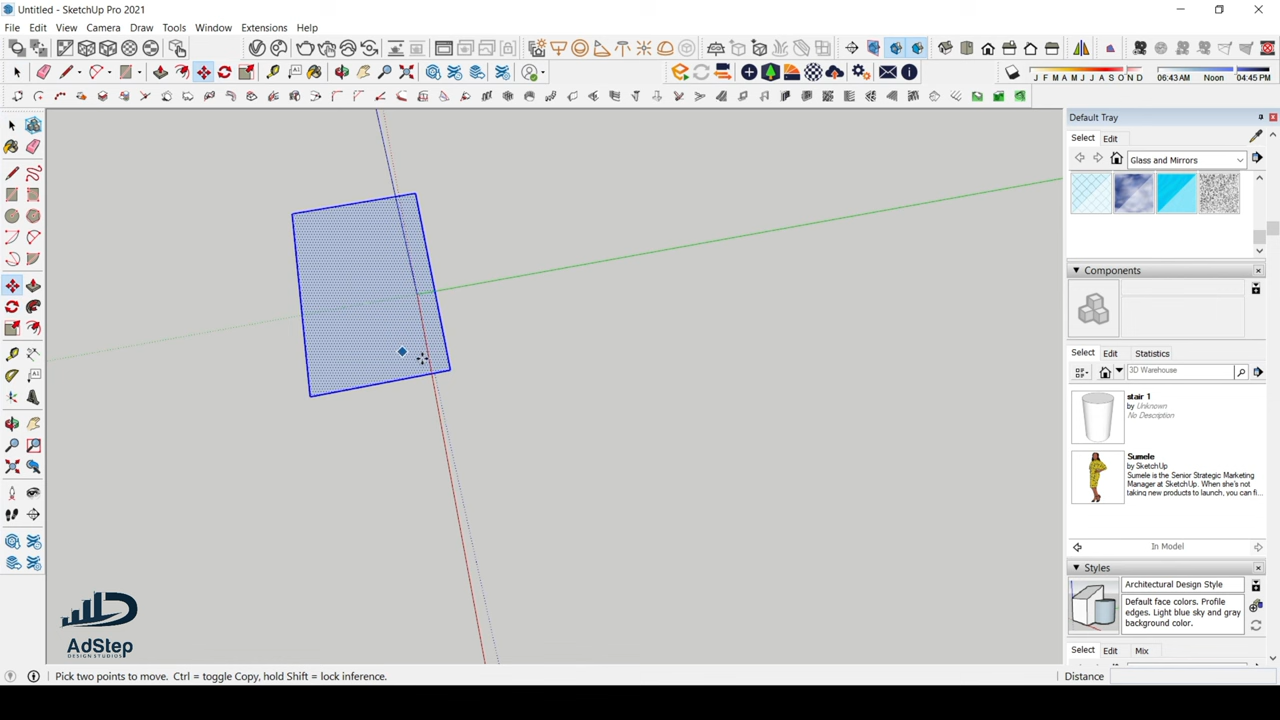 Untitled - SketchUp Pro 2021
File Edit View Camera Draw Tools Window Extensions Help
J F M A M J J A S O N D 06:43 AM Noon 04:45 PM
Default Tray
Select Edit
Glass and Mirrors
Components
Select Edit Statistics
3D Warehouse
stair 1
by Unknown
No Description
Sumele
by SketchUp
Sumele is the Senior Strategic Marketing
Manager at SketchUp. When she's not
taking new products to launch, you can fi...
In Model
Styles
Architectural Design Style
Default face colors. Profile
edges. Light blue sky and gray
background color.
Select Edit Mix
AdStep
DESIGN STUDIOS
Pick two points to move. Ctrl = toggle Copy, hold Shift = lock inference.
Distance